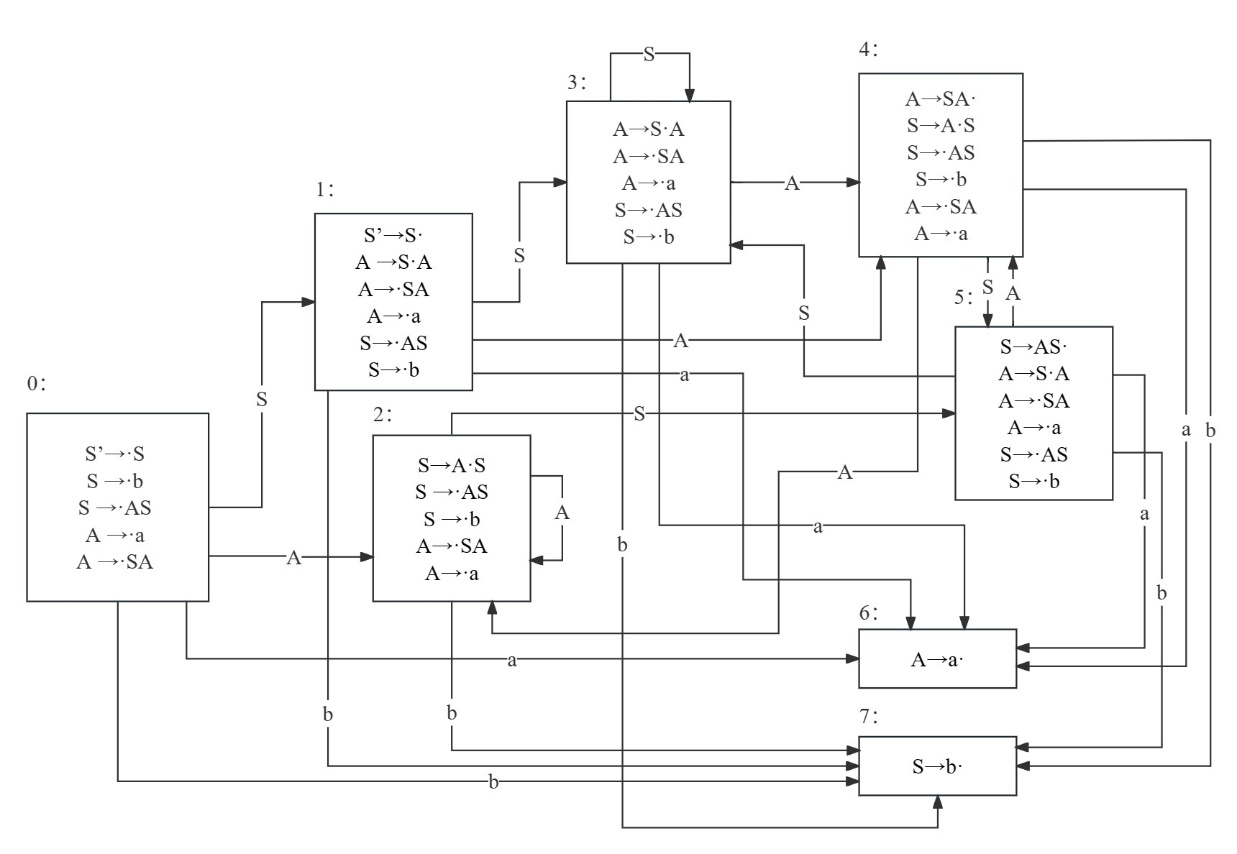 0:
S’→·S
S →·b
S →·AS
A →·a
A →·SA
1:
S’→S·
A →S·A
A→·SA
A→·a
S→·AS
S→·b
2:
S→A·S
S →·AS
S →·b
A→·SA
A→·a
3:
A→S·A
A→·SA
A→·a
S→·AS
S→·b
4:
A→SA·
S→A·S
S→·AS
S→·b
A→·SA
A→·a
5:
S→AS·
A→S·A
A→·SA
A→·a
S→·AS
S→·b
6:
A→a·
7:
S→b·
S
S
S
A
A
a
S
A
S
A
S
A
A
a
b
a
b
a
b
a
b
b
b